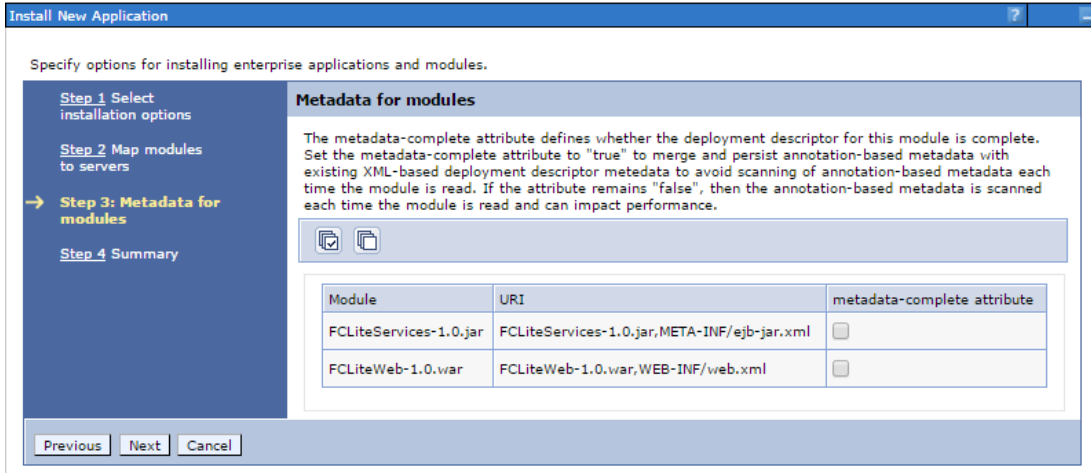 Install New Application
?
Specify options for installing enterprise applications and modules.
Step 1 Select
installation options
Step 2 Map modules
to servers
Step 3: Metadata for
modules
Step 4 Summary
Metadata for modules
The metadata-complete attribute defines whether the deployment descriptor for this module is complete.
Set the metadata-complete attribute to "true" to merge and persist annotation-based metadata with
existing XML-based deployment descriptor metedata to avoid scanning of annotation-based metadata each
time the module is read. If the attribute remains "false", then the annotation-based metadata is scanned
each time the module is read and can impact performance.
Module URI metadata-complete attribute
FCLiteServices-1.0.jar FCLiteServices-1.0.jar,META-INF/ejb-jar.xml
FCLiteWeb-1.0.war FCLiteWeb-1.0.war,WEB-INF/web.xml
Previous Next Cancel